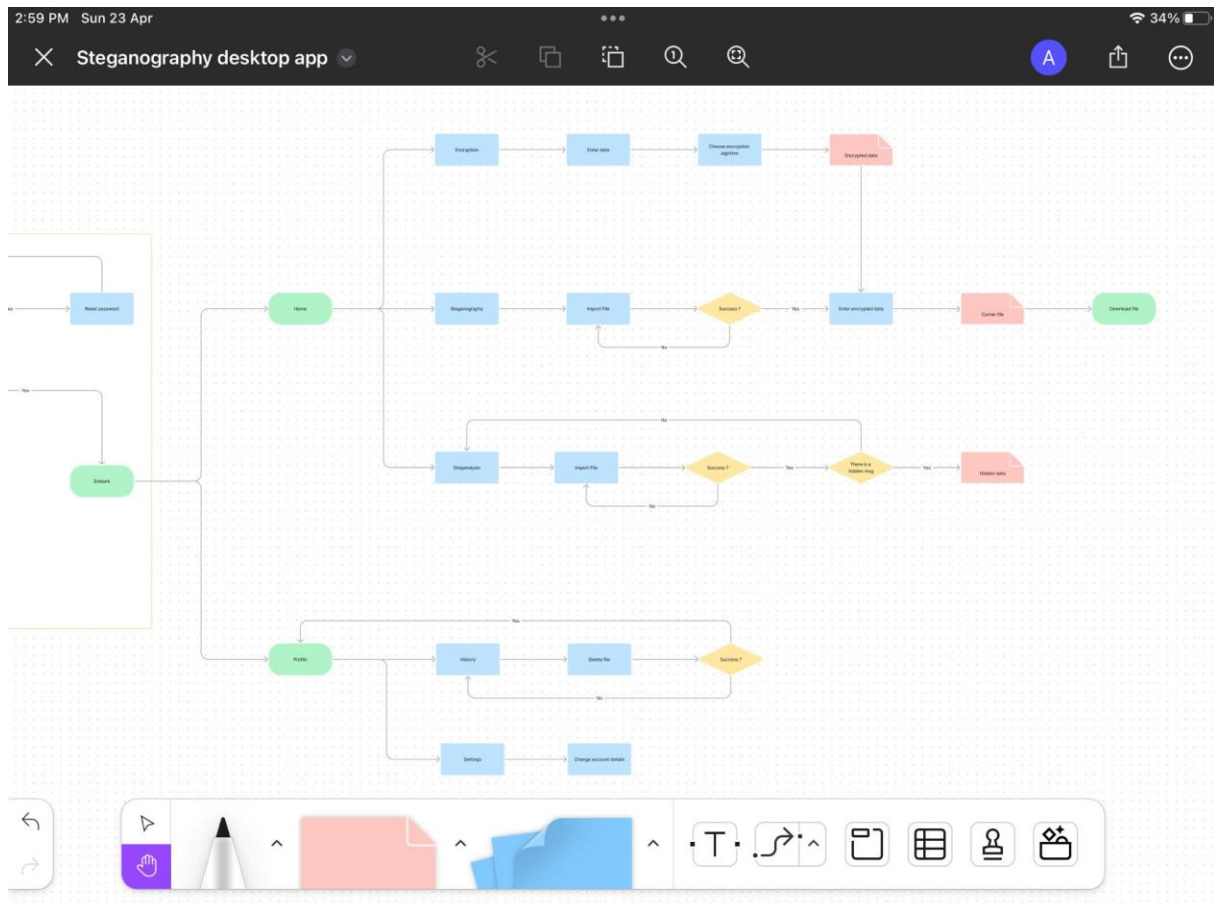 2:59 PM Sun 23 Apr
34%
Steganography desktop app
1
A
Encryption
Enter data
Choose encryption
algorithm
Encrypted data
Reset password
Home
Steganography
Import File
Success ?
Yes
Enter encrypted data
Carrier file
Download file
No
Yes
No
Steganalysis
Import File
Success ?
Yes
There is a
hidden msg
Yes
Hidden data
No
Yes
Profile
History
Delete file
Success ?
No
Settings
Change account details
T